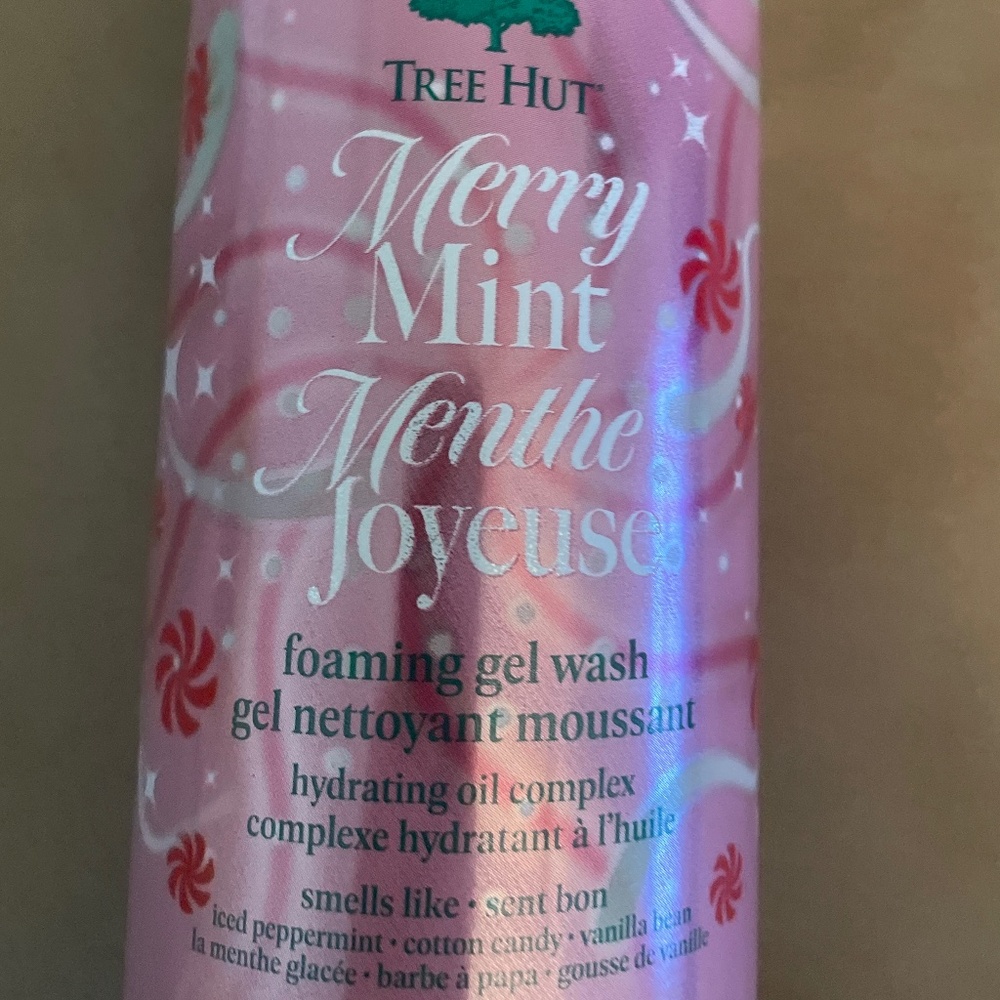 TREE HUT®
Merry
Mint
Menthe
Joyeuse
foaming gel wash
gel nettoyant moussant
hydrating oil complex
complexe hydratant à l'huile
smells like • sent bon
iced peppermint • cotton candy • vanilla bean
la menthe glacée • barbe à papa • gousse de vanille